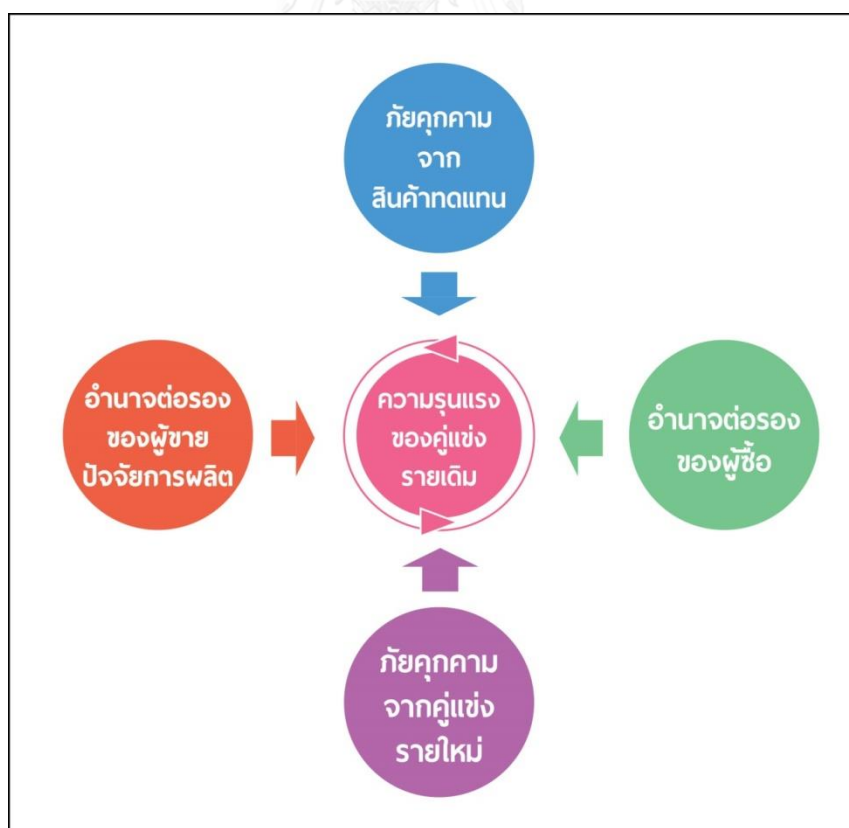 ภัยคุกคาม
จาก
สินค้าทดแทน
อำนาจต่อรอง
ของผู้ขาย
ปัจจัยการผลิต
ความรุนแรง
ของคู่แข่ง
รายเดิม
อำนาจต่อรอง
ของผู้ซื้อ
ภัยคุกคาม
จากคู่แข่ง
รายใหม่